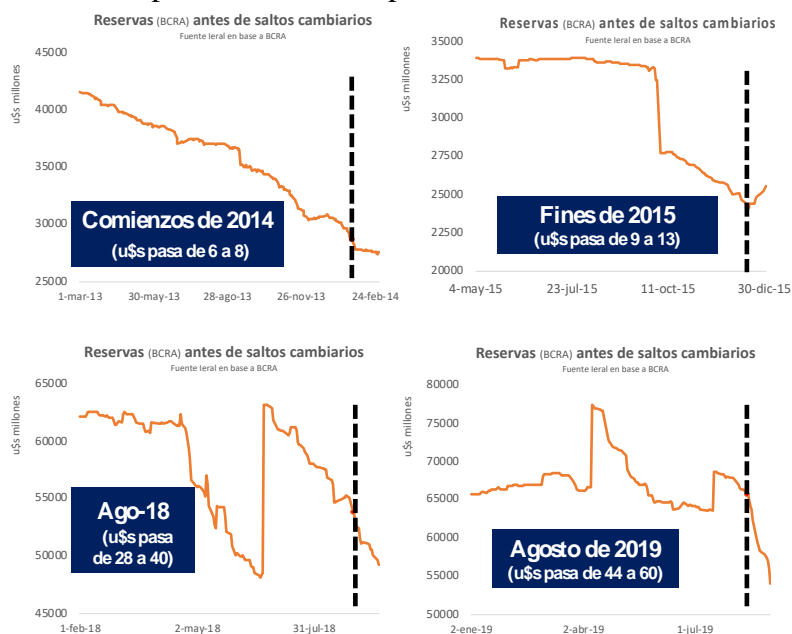 Reservas (BCRA) antes de saltos cambiarios
Fuente Ieral en base a BCRA
u$s millones
45000
40000
35000
30000
25000
1-mar-13 30-may-13 28-ago-13 26-nov-13 24-feb-14
Comienzos de 2014
(u$s pasa de 6 a 8)
Reservas (BCRA) antes de saltos cambiarios
Fuente Ieral en base a BCRA
u$s millonnes
35000
32500
30000
27500
25000
22500
20000
4-may-15 23-jul-15 11-oct-15 30-dic-15
Fines de 2015
(u$s pasa de 9 a 13)
Reservas (BCRA) antes de saltos cambiarios
Fuente Ieral en base a BCRA
u$s millones
65000
60000
55000
50000
45000
1-feb-18 2-may-18 31-jul-18
Ago-18
(u$s pasa
de 28 a 40)
Reservas (BCRA) antes de saltos cambiarios
Fuente Ieral en base a BCRA
u$s millones
80000
75000
70000
65000
60000
55000
50000
2-ene-19 2-abr-19 1-jul-19
Agosto de 2019
(u$s pasa de 44 a 60)